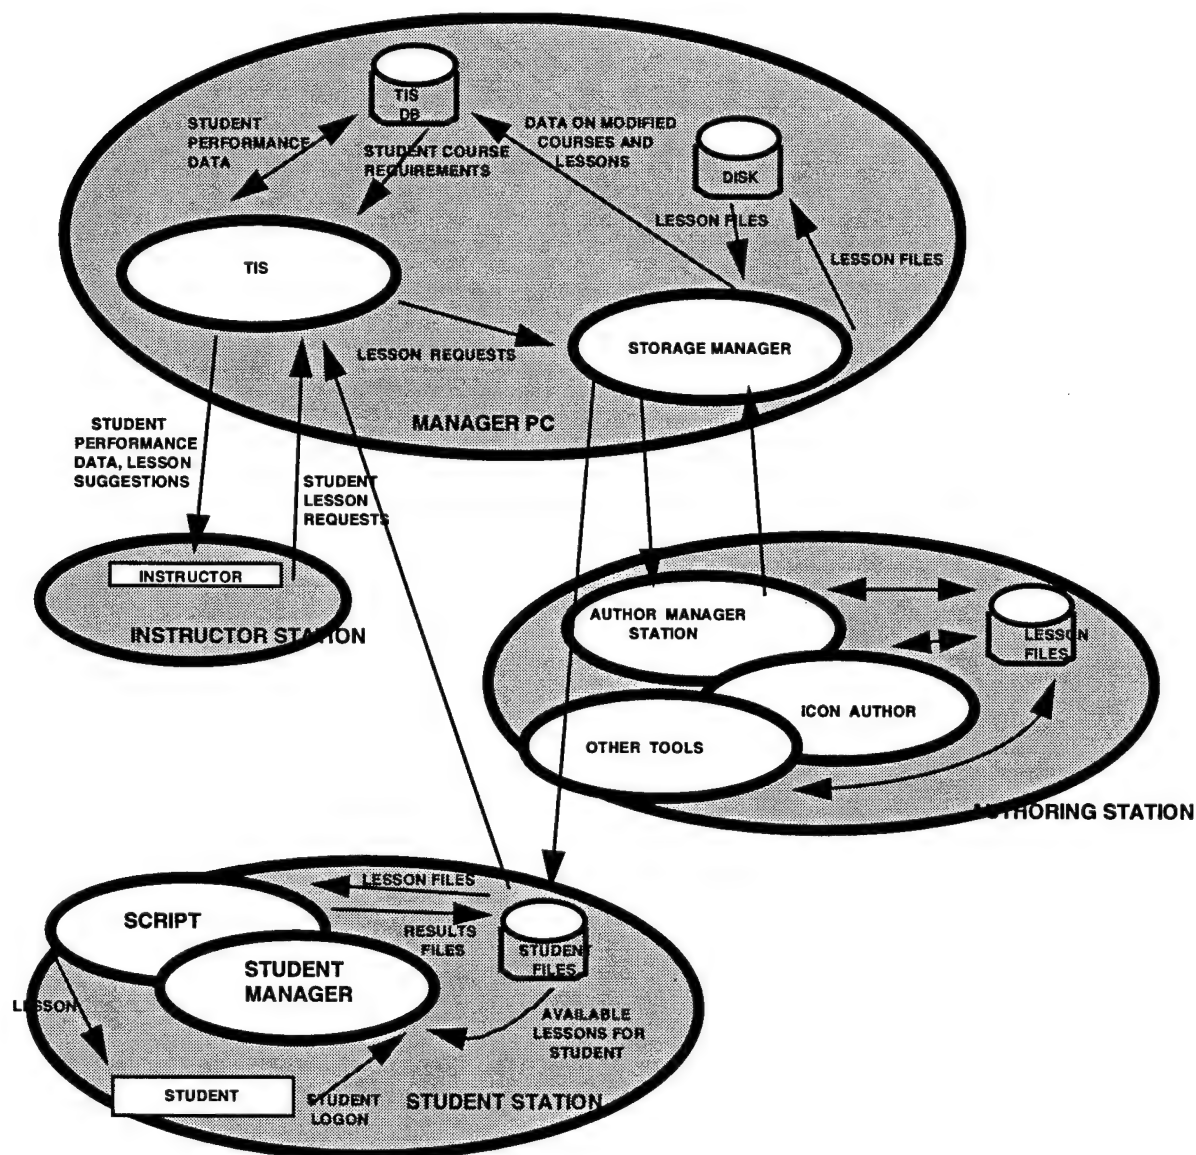 TIS
DB
STUDENT
PERFORMANCE
DATA
STUDENT COURSE
REQUIREMENTS
DATA ON MODIFIED
COURSES AND
LESSONS
DISK
LESSON FILES
LESSON FILES
TIS
LESSON REQUESTS
STORAGE MANAGER
MANAGER PC
STUDENT
PERFORMANCE
DATA, LESSON
SUGGESTIONS
STUDENT
LESSON
REQUESTS
INSTRUCTOR
INSTRUCTOR STATION
AUTHOR MANAGER
STATION
LESSON
FILES
ICON AUTHOR
OTHER TOOLS
AUTHORING STATION
LESSON FILES
SCRIPT
RESULTS
FILES
STUDENT
FILES
STUDENT
MANAGER
LESSON
AVAILABLE
LESSONS FOR
STUDENT
STUDENT
STUDENT
LOGON
STUDENT STATION